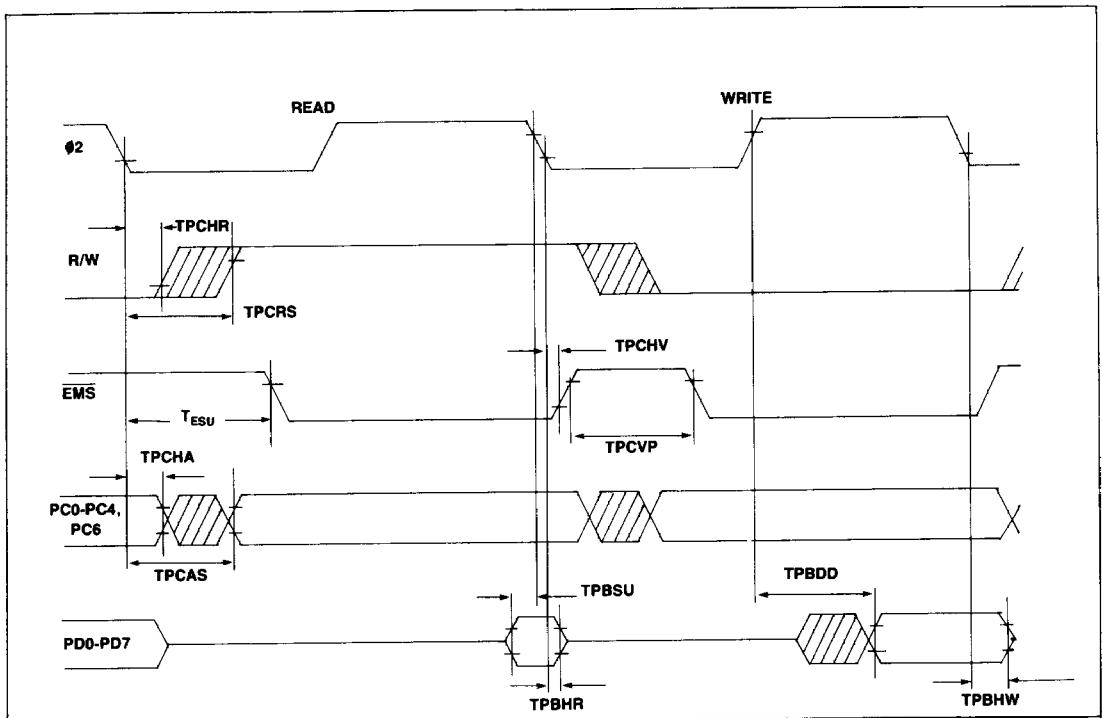 READ
WRITE
ϕ2
TPCHR
R/W
TPCRS
TPCHV
EMS
TESU
TPCVP
TPCHA
PC0-PC4,
PC6
TPCAS
TPBSU
TPBDD
PD0-PD7
TPBHR
TPBHW